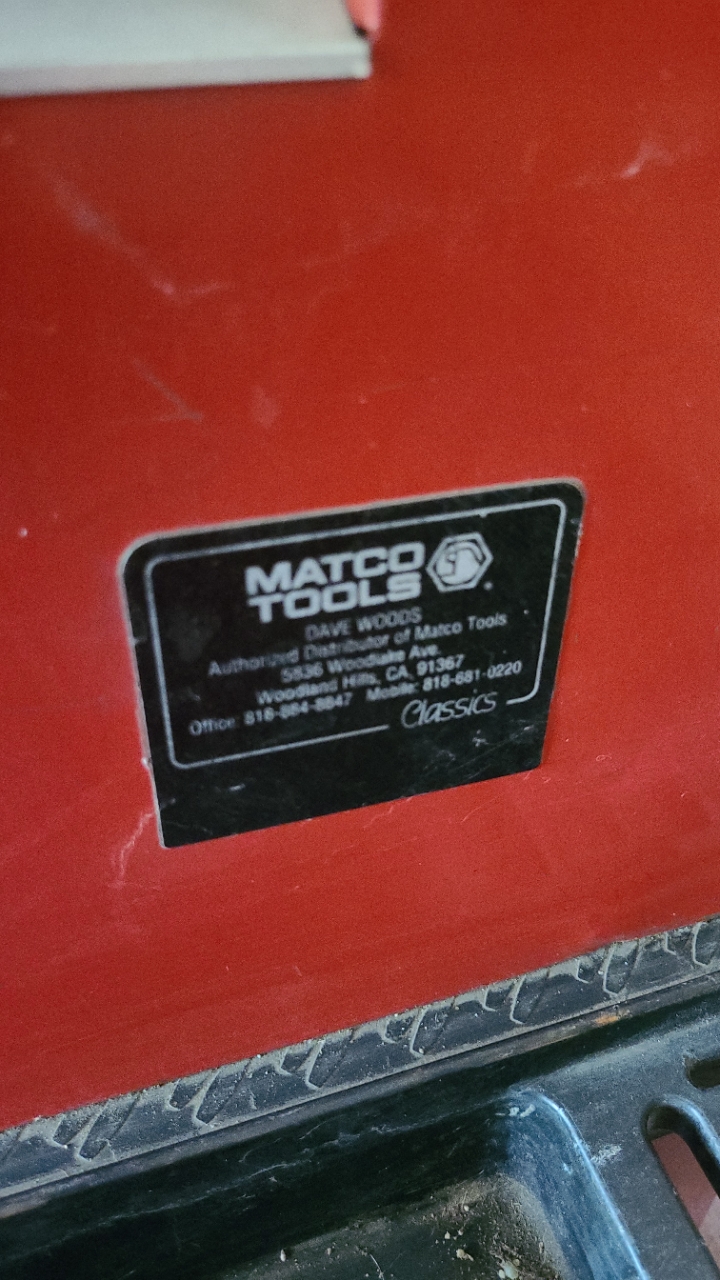 MATCO
TOOLS
DAVE WOODS
Authorized Distributor of Matco Tools
5836 Woodlake Ave.
Woodland Hills, CA. 91367
Office: 818-884-8847 Mobile: 818-681-0220
Classics